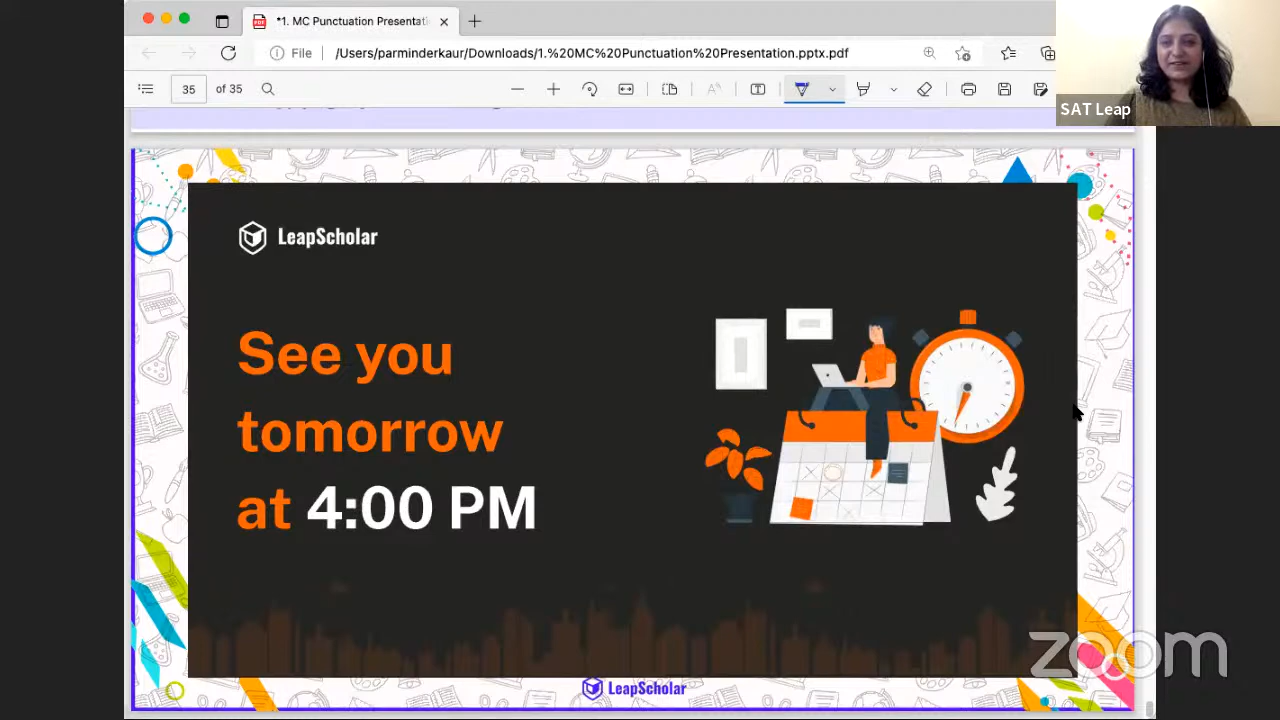 *1. MC Punctuation Presentati
File
/Users/parminderkaur/Downloads/1.%20MC%20Punctuation%20Presentation.pptx.pdf
35 of 35
SAT Leap
LeapScholar
See you
tomorrow
at 4:00 PM
zoom
LeapScholar